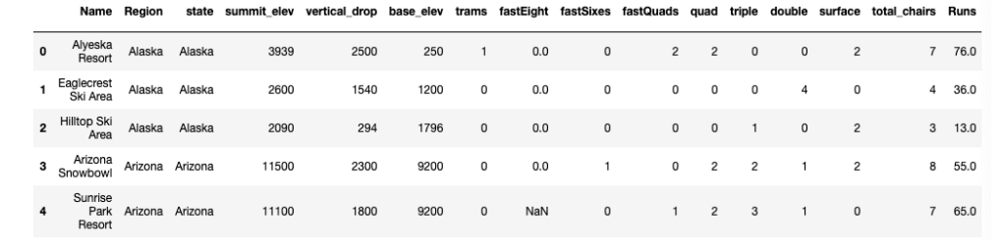 Name Region state summit_elev vertical_drop base_elev trams fastEight fastSixes fastQuads quad triple double surface total_chairs Runs
0 Alyeska Resort Alaska Alaska 3939 2500 250 1 0.0 0 2 2 0 0 2 7 76.0
1 Eaglecrest Ski Area Alaska Alaska 2600 1540 1200 0 0.0 0 0 0 0 4 0 4 36.0
2 Hilltop Ski Area Alaska Alaska 2090 294 1796 0 0.0 0 0 0 1 0 2 3 13.0
3 Arizona Snowbowl Arizona Arizona 11500 2300 9200 0 0.0 1 0 2 2 1 2 8 55.0
4 Sunrise Park Resort Arizona Arizona 11100 1800 9200 0 NaN 0 1 2 3 1 0 7 65.0